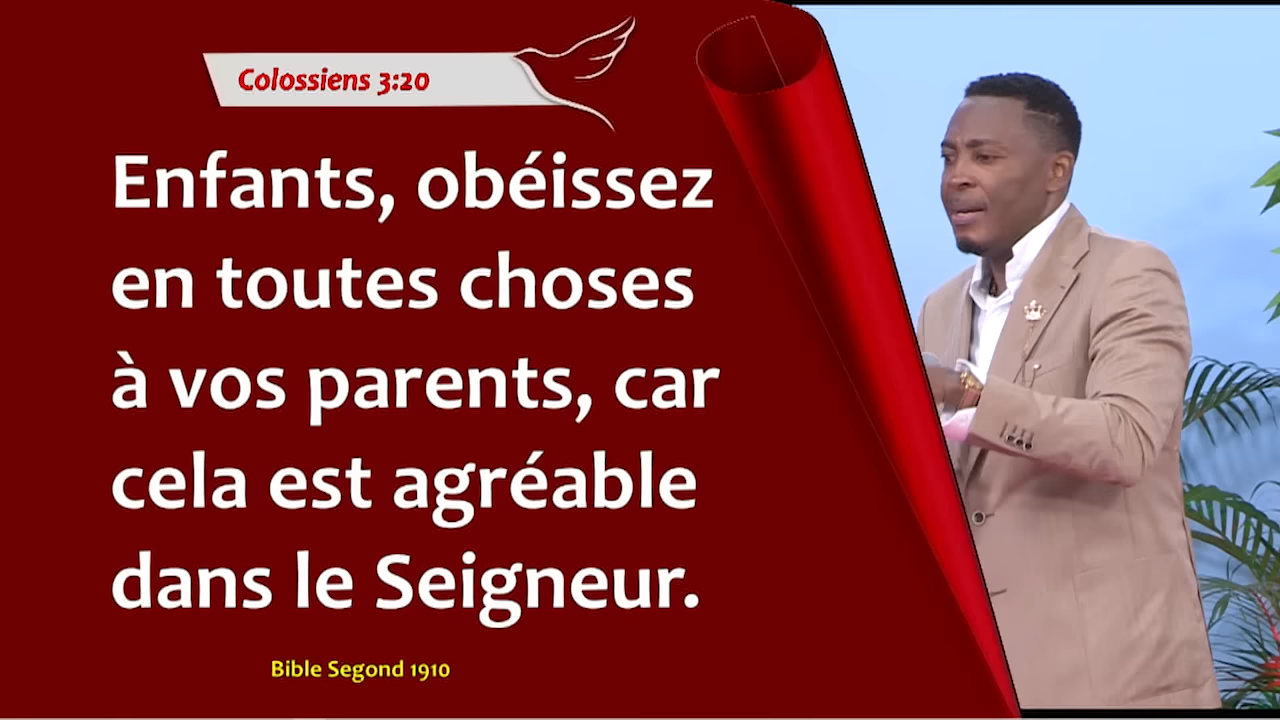 Colossiens 3:20
Enfants, obéissez
en toutes choses
à vos parents, car
cela est agréable
dans le Seigneur.
Bible Segond 1910